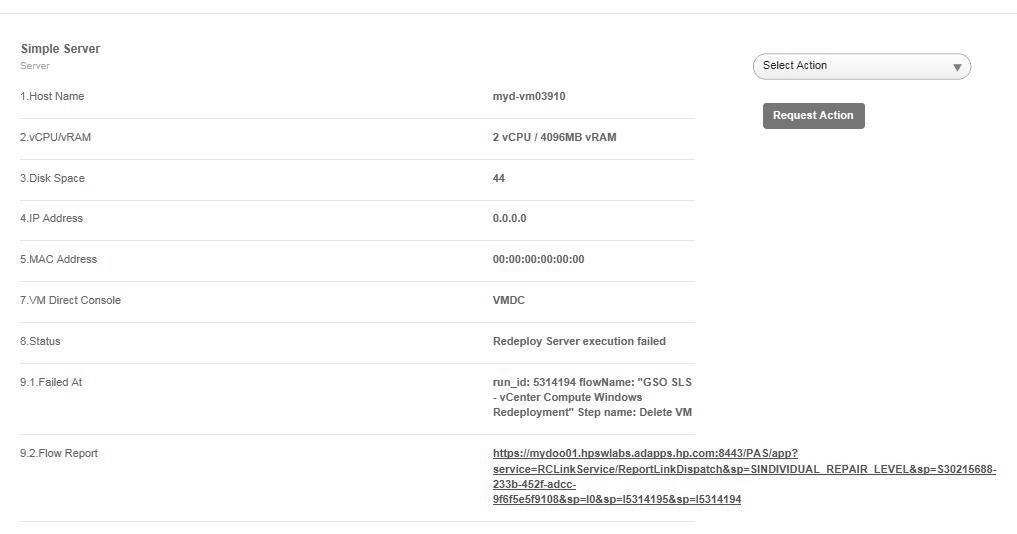 Simple Server
Server
Select Action
Request Action
1.Host Name myd-vm03910
2.vCPU/vRAM 2 vCPU / 4096MB vRAM
3.Disk Space 44
4.IP Address 0.0.0.0
5.MAC Address 00:00:00:00:00:00
7.VM Direct Console VMDC
8.Status Redeploy Server execution failed
9.1.Failed At run_id: 5314194 flowName: "GSO SLS
- vCenter Compute Windows
Redeployment" Step name: Delete VM
9.2.Flow Report https://mydoo01.hpswlabs.adapps.hp.com:8443/PAS/app?
service=RCLinkService/ReportLinkDispatch&sp=SINDIVIDUAL_REPAIR_LEVEL&sp=S30215688-
233b-452f-adcc-
9f6f5e5f9108&sp=l0&sp=l5314195&sp=l5314194